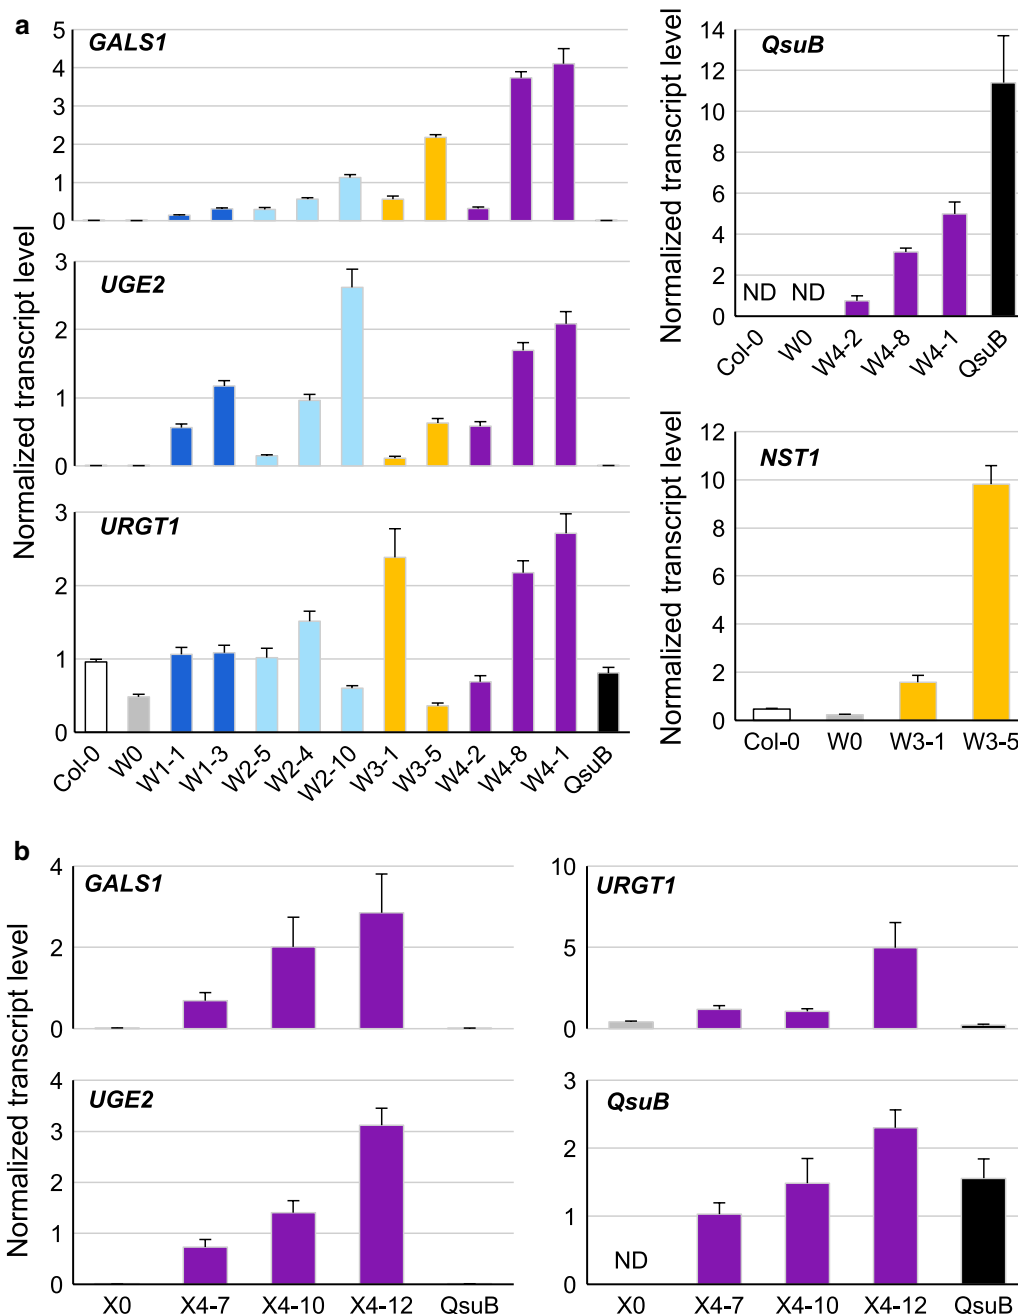 a
GALS1
5
4
3
2
1
0
UGE2
3
2
1
0
URGT1
3
2
1
0
Normalized transcript level
Col-0 W0 W1-1 W1-3 W2-5 W2-4 W2-10 W3-1 W3-5 W4-2 W4-8 W4-1 QsuB
QsuB
14
12
10
8
6
4
2
0
ND ND
Normalized transcript level
Col-0 W0 W4-2 W4-8 W4-1 QsuB
NST1
12
10
8
6
4
2
0
Normalized transcript level
Col-0 W0 W3-1 W3-5
b
GALS1
4
2
0
URGT1
10
5
0
Normalized transcript level
UGE2
4
3
2
1
0
X0 X4-7 X4-10 X4-12 QsuB
QsuB
3
2
1
0
ND
X0 X4-7 X4-10 X4-12 QsuB